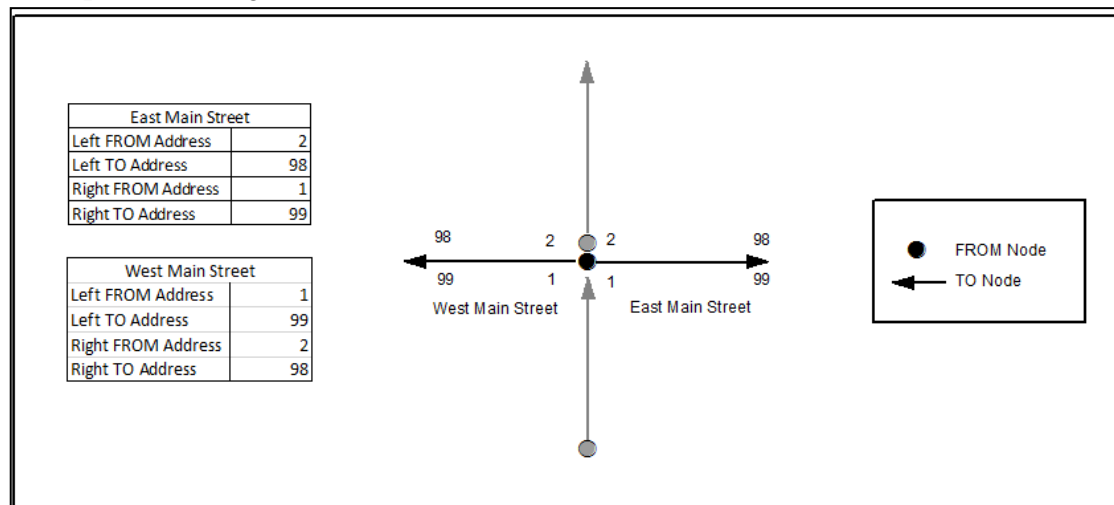 East Main Street
Left FROM Address 2
Left TO Address 98
Right FROM Address 1
Right TO Address 99
West Main Street
Left FROM Address 1
Left TO Address 99
Right FROM Address 2
Right TO Address 98
98 2 2 98
99 1 1 99
West Main Street East Main Street
FROM Node
TO Node